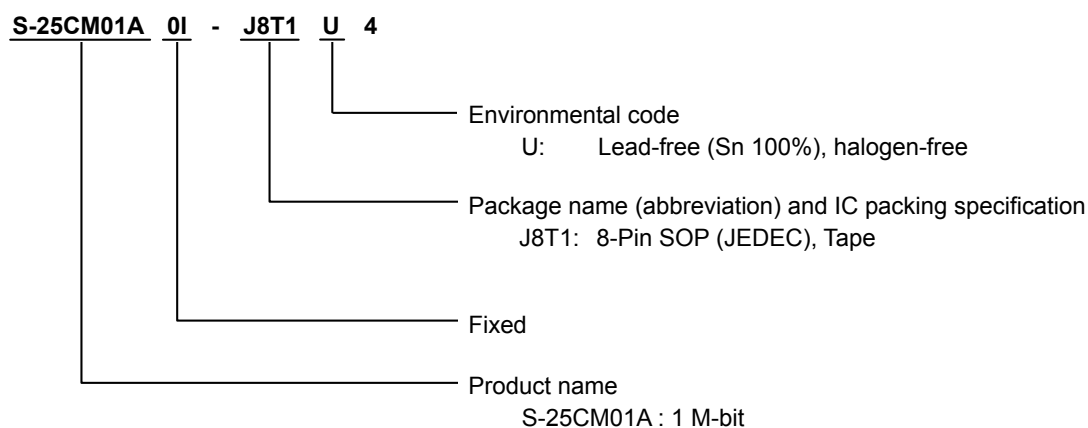 S-25CM01A 0I - J8T1 U 4
Environmental code
U: Lead-free (Sn 100%), halogen-free
Package name (abbreviation) and IC packing specification
J8T1: 8-Pin SOP (JEDEC), Tape
Fixed
Product name
S-25CM01A : 1 M-bit